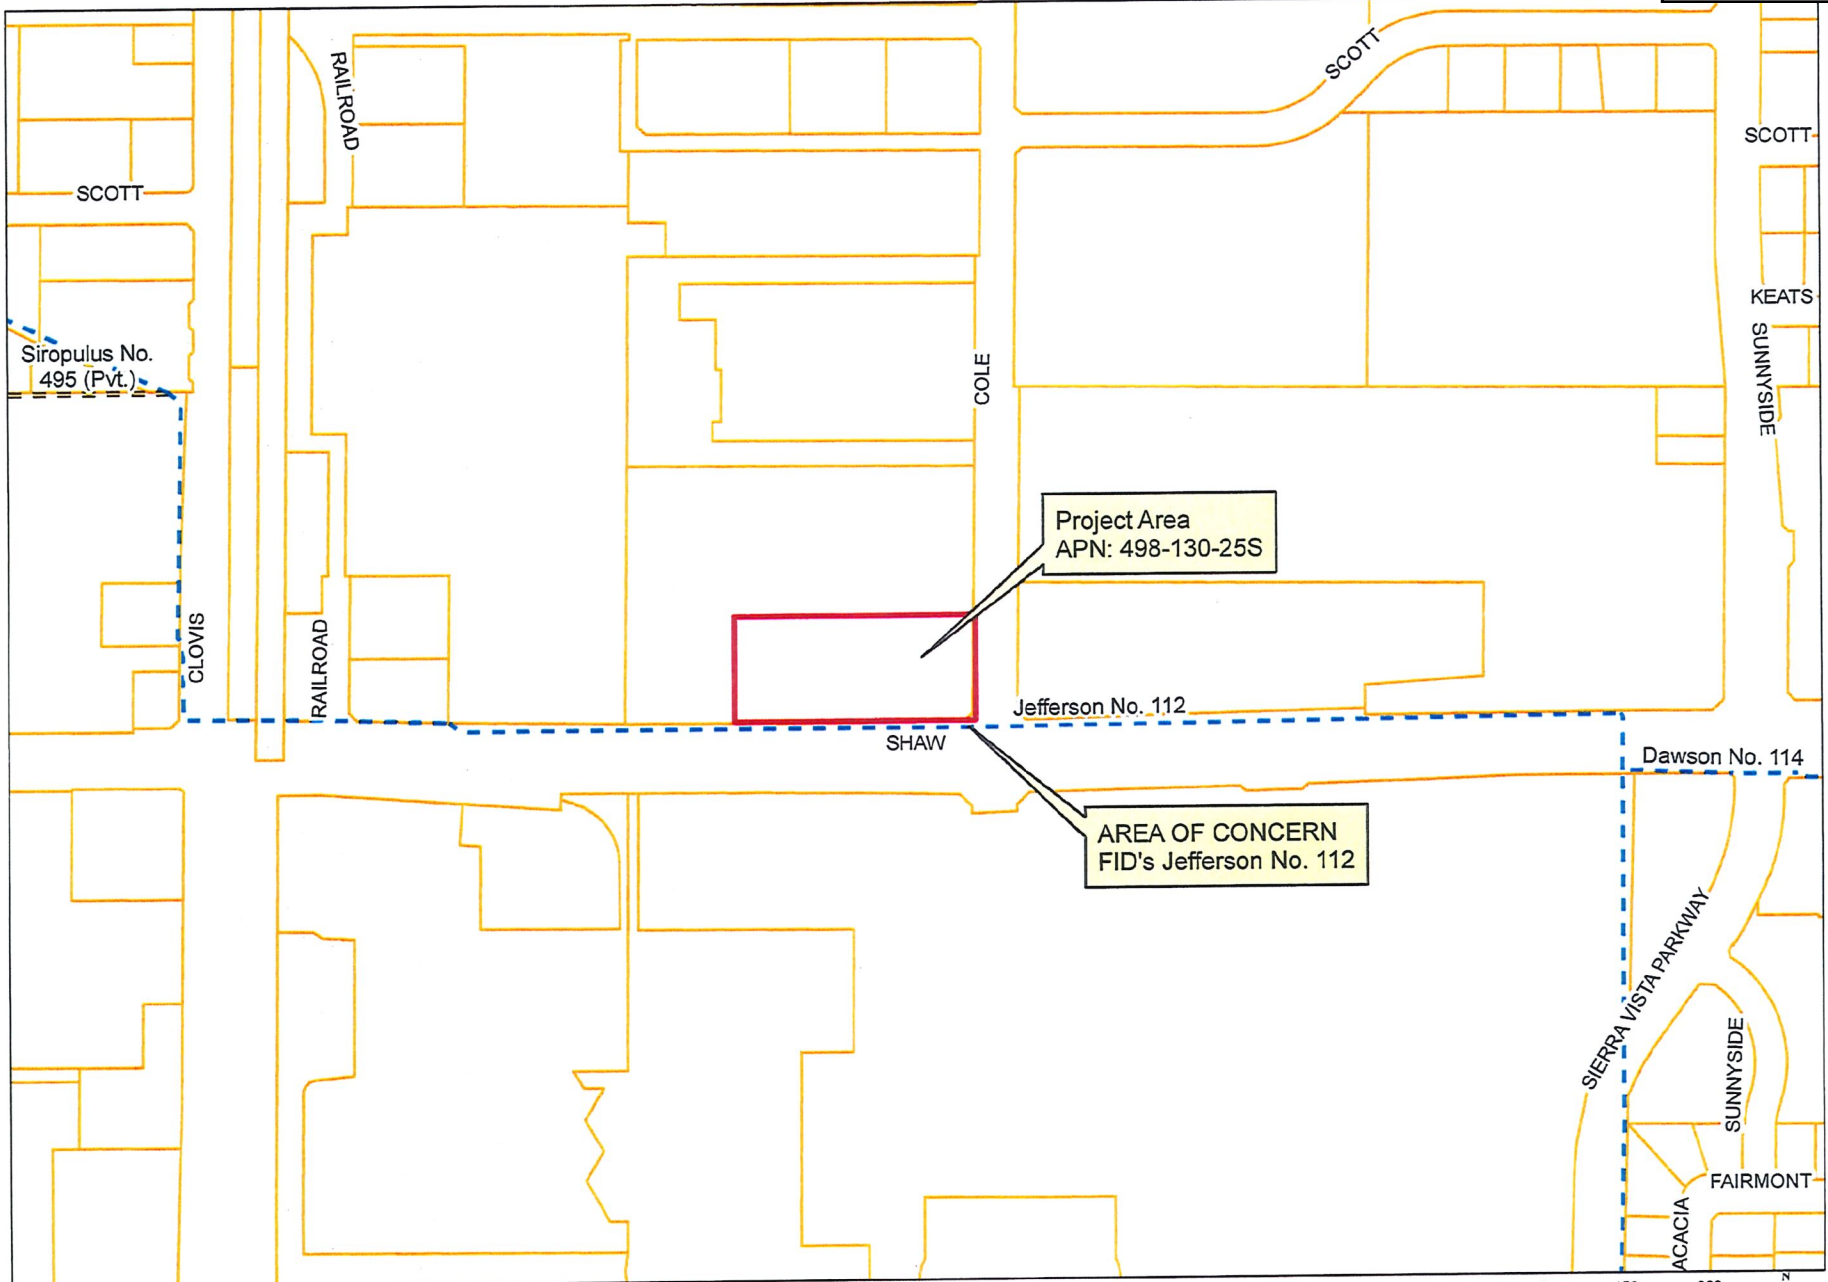 SCOTT
RAILROAD
SCOTT
SCOTT
KEATS
SUNNYSIDE
Siropulus No.
495 (Pvt.)
COLE
Project Area
APN: 498-130-25S
CLOVIS
RAILROAD
Jefferson No. 112
SHAW
Dawson No. 114
AREA OF CONCERN
FID's Jefferson No. 112
SIERRA VISTA PARKWAY
SUNNYSIDE
FAIRMONT
ACACIA
N